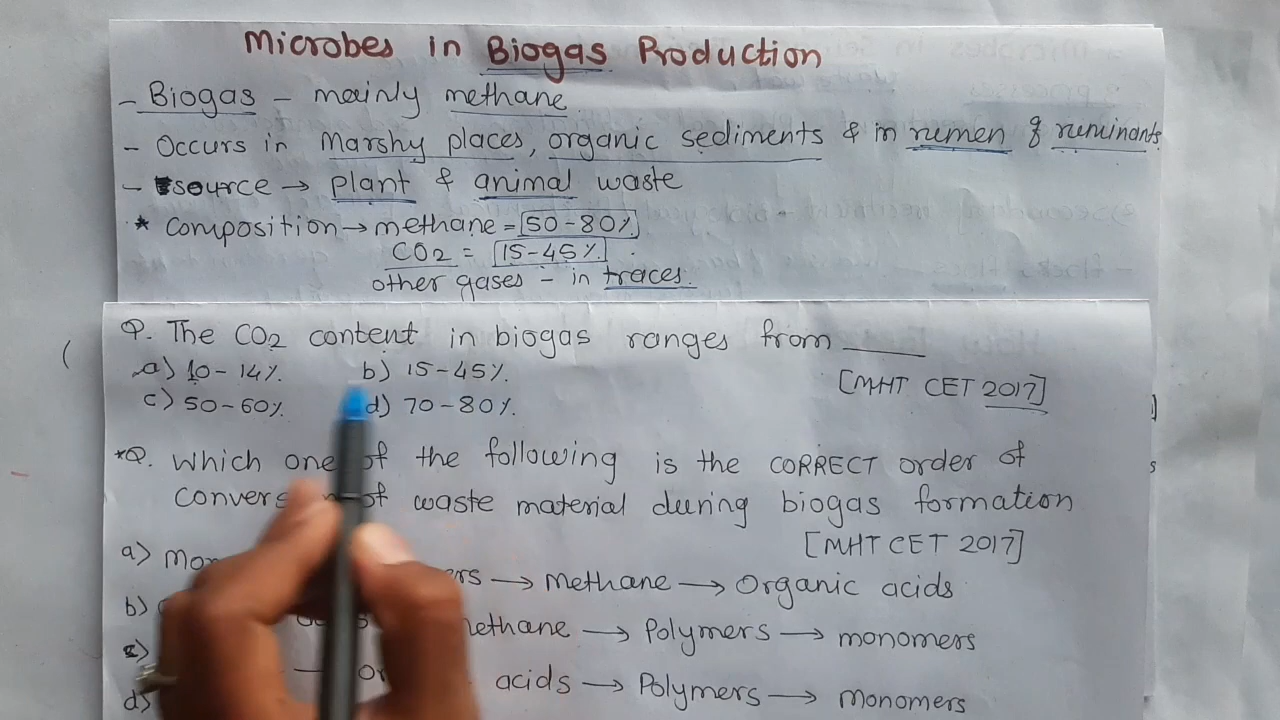 Microbes in Biogas Production
- Biogas - mainly methane
- Occurs in Marshy places, organic sediments & in rumen of ruminants
- source → plant & animal waste
* Composition → methane = 50-80%
CO2 = 15-45%.
other gases - in traces.
Q. The CO2 content in biogas ranges from ____
a) 10-14%. b) 15-45%.
[MHT CET 2017]
c) 50-60%. d) 70-80%.
*Q. Which one of the following is the CORRECT order of
of waste material during biogas formation
[MHT CET 2017]
a) → Methane → Organic acids
b) methane → Polymers → monomers
c) acids → Polymers → monomers
d)